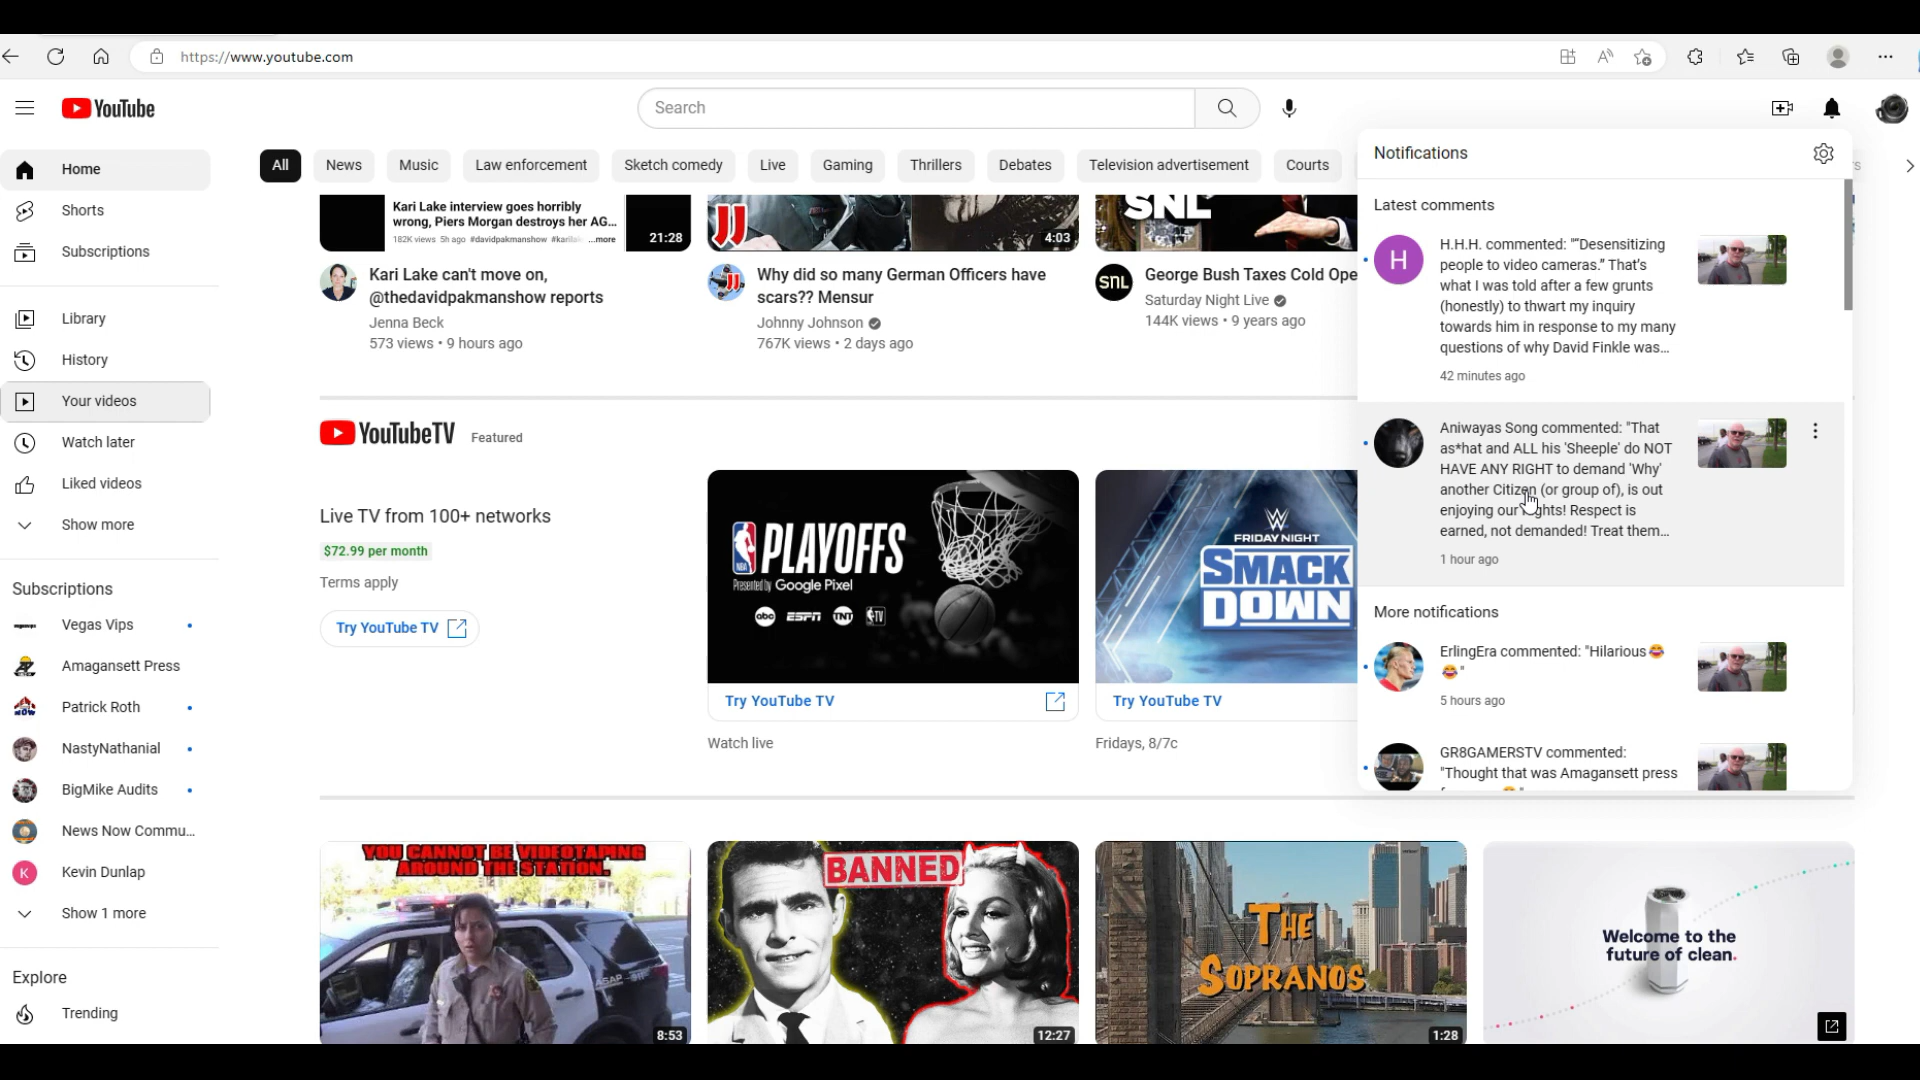 https://www.youtube.com
YouTube
Search
Home
Shorts
Subscriptions
Library
History
Your videos
Watch later
Liked videos
Show more
Subscriptions
Vegas Vips
Amagansett Press
Patrick Roth
NastyNathanial
BigMike Audits
News Now Commu...
Kevin Dunlap
Show 1 more
Explore
Trending
All
News
Music
Law enforcement
Sketch comedy
Live
Gaming
Thrillers
Debates
Television advertisement
Courts
Kari Lake interview goes horribly
wrong, Piers Morgan destroys her AG...
182K views 5h ago #davidpakmanshow ...more
21:28
Kari Lake can't move on,
@thedavidpakmanshow reports
Jenna Beck
573 views • 9 hours ago
4:03
Why did so many German Officers have
scars?? Mensur
Johnny Johnson
767K views • 2 days ago
SNL
SNL
George Bush Taxes Cold Ope
Saturday Night Live
144K views • 9 years ago
YouTubeTV Featured
Live TV from 100+ networks
$72.99 per month
Terms apply
Try YouTube TV
NBA
PLAYOFFS
Presented by Google Pixel
abc ESPN TNT TV
Try YouTube TV
Watch live
FRIDAY NIGHT
SMACK
DOWN
Try YouTube TV
Fridays, 8/7c
YOU CANNOT BE VIDEOTAPING
AROUND THE STATION.
ASAP
8:53
BANNED
12:27
THE
SOPRANOS
1:28
Welcome to the
future of clean.
Notifications
Latest comments
H
H.H.H. commented: "“Desensitizing
people to video cameras.” That’s
what I was told after a few grunts
(honestly) to thwart my inquiry
towards him in response to my many
questions of why David Finkle was...
42 minutes ago
Aniwayas Song commented: "That
as*hat and ALL his 'Sheeple' do NOT
HAVE ANY RIGHT to demand 'Why'
another Citizen (or group of), is out
enjoying our rights! Respect is
earned, not demanded! Treat them...
1 hour ago
More notifications
ErlingEra commented: "Hilarious😂
😂"
5 hours ago
GR8GAMERSTV commented:
"Thought that was Amagansett press